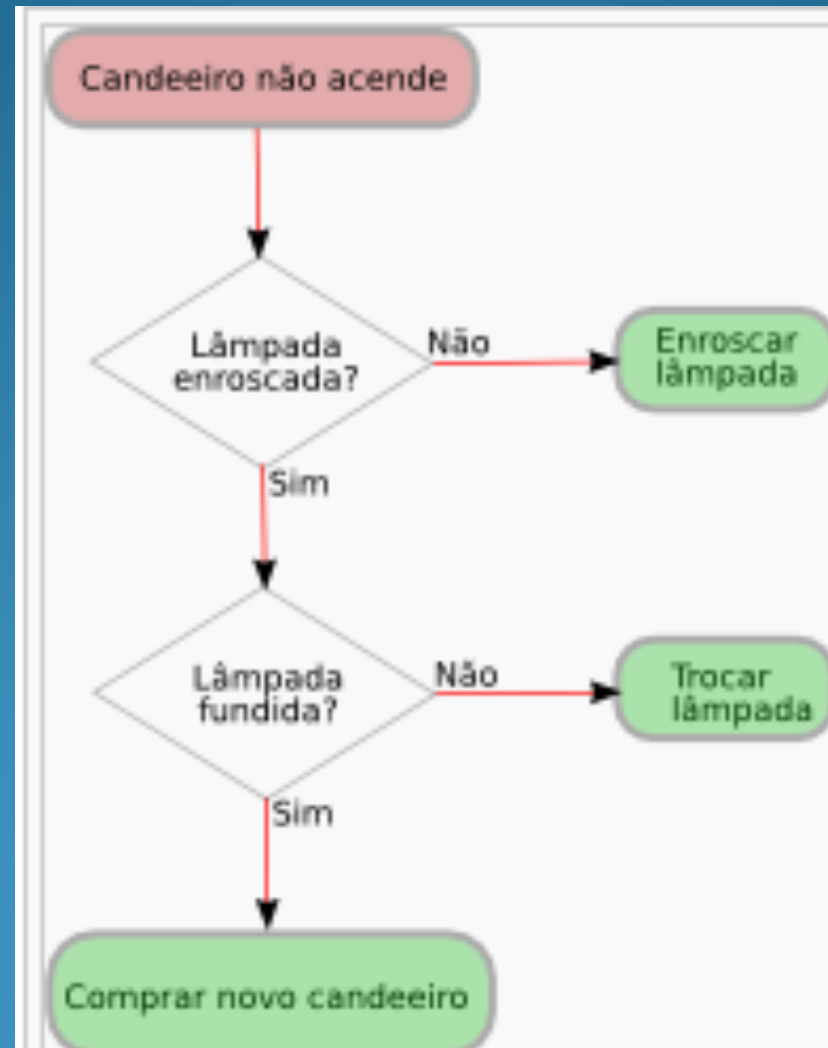 Candeeiro não acende
Lâmpada
enroscada?
Não
Enroscar
lâmpada
Sim
Lâmpada
fundida?
Não
Trocar
lâmpada
Sim
Comprar novo candeeiro